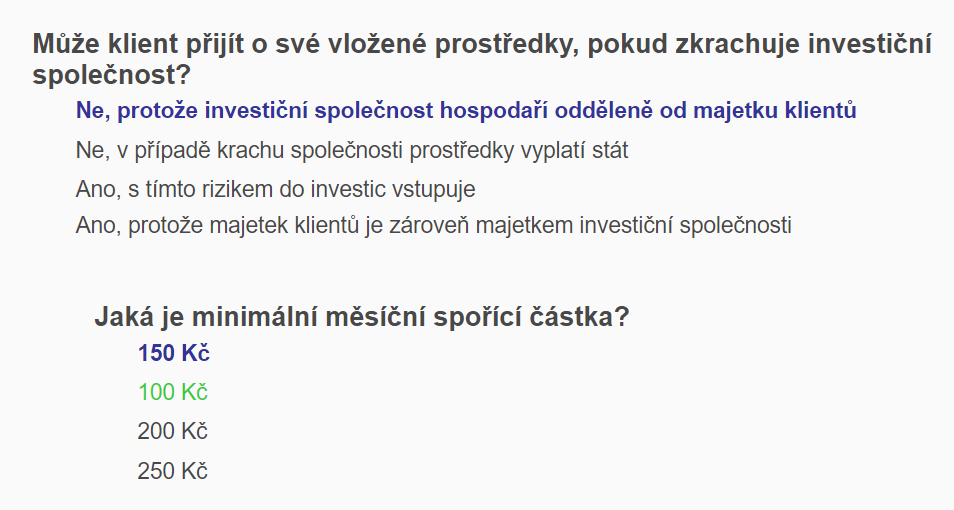 Může klient přijít o své vložené prostředky, pokud zkrachuje investiční
společnost?
Ne, protože investiční společnost hospodaří odděleně od majetku klientů
Ne, v případě krachu společnosti prostředky vyplatí stát
Ano, s tímto rizikem do investic vstupuje
Ano, protože majetek klientů je zároveň majetkem investiční společnosti
Jaká je minimální měsíční spořící částka?
150 Kč
100 Kč
200 Kč
250 Kč